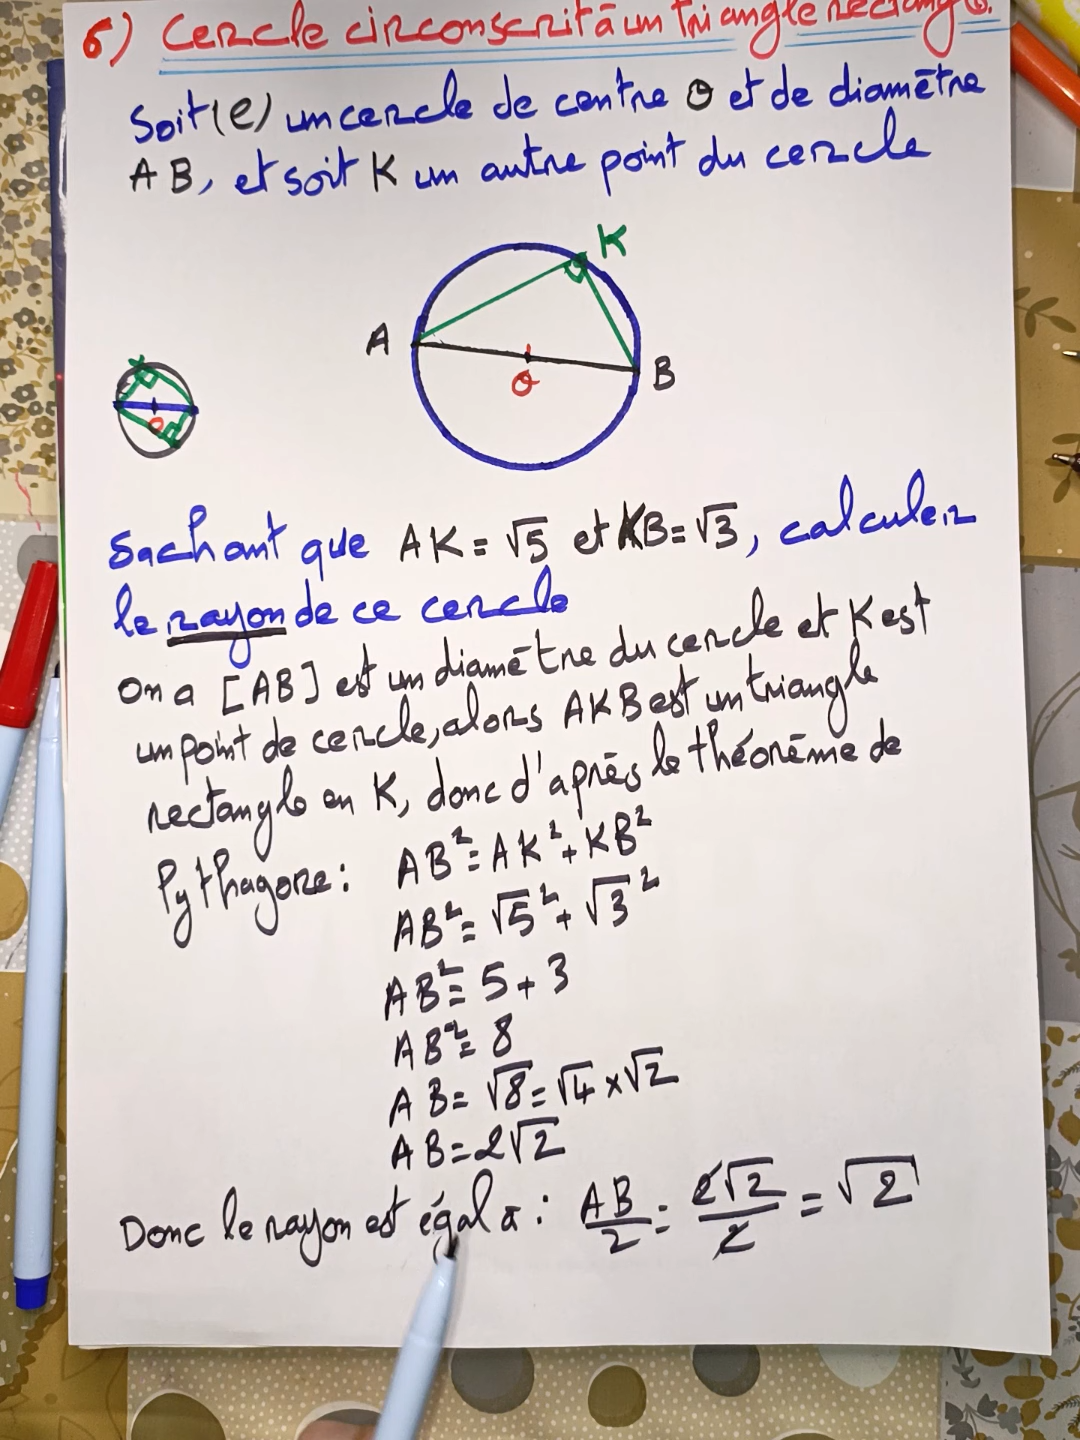 6) Cercle circonscrit à un triangle rectangle.
Soit (C) un cercle de centre O et de diamètre
AB, et soit K un autre point du cercle
K
A
O
B
O
Sachant que AK = √5 et KB = √3, calculer
le rayon de ce cercle
On a [AB] est un diamètre du cercle et K est
un point de cercle, alors AKB est un triangle
rectangle en K, donc d'après le théorème de
Pythagore : AB² = AK² + KB²
AB² = √5² + √3²
AB² = 5 + 3
AB² = 8
AB = √8 = √4 × √2
AB = 2√2
Donc le rayon est égal à : AB/2 = 2√2/2 = √2